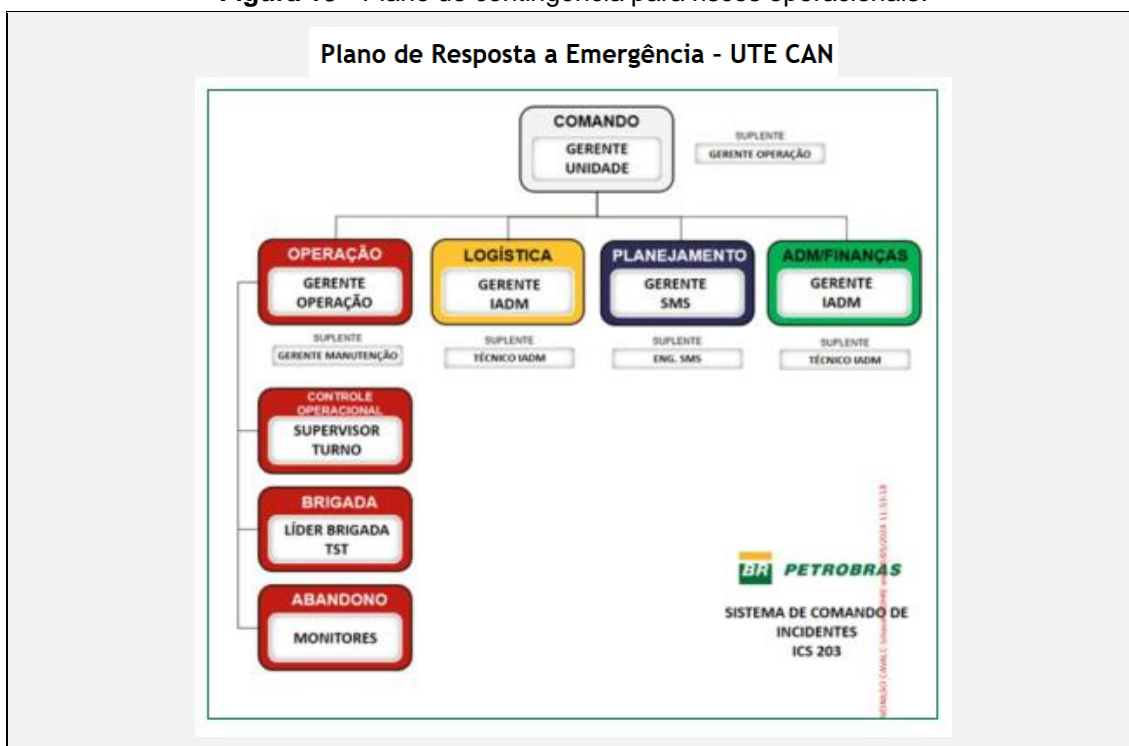 Plano de Resposta a Emergência - UTE CAN
COMANDO
GERENTE
UNIDADE
SUPLENTE
GERENTE OPERAÇÃO
OPERAÇÃO
GERENTE
OPERAÇÃO
SUPLENTE
GERENTE MANUTENÇÃO
LOGÍSTICA
GERENTE
IADM
SUPLENTE
TÉCNICO IADM
PLANEJAMENTO
GERENTE
SMS
SUPLENTE
ENG. SMS
ADM/FINANÇAS
GERENTE
IADM
SUPLENTE
TÉCNICO IADM
CONTROLE
OPERACIONAL
SUPERVISOR
TURNO
BRIGADA
LÍDER BRIGADA
TST
ABANDONO
MONITORES
BR PETROBRAS
SISTEMA DE COMANDO DE
INCIDENTES
ICS 203